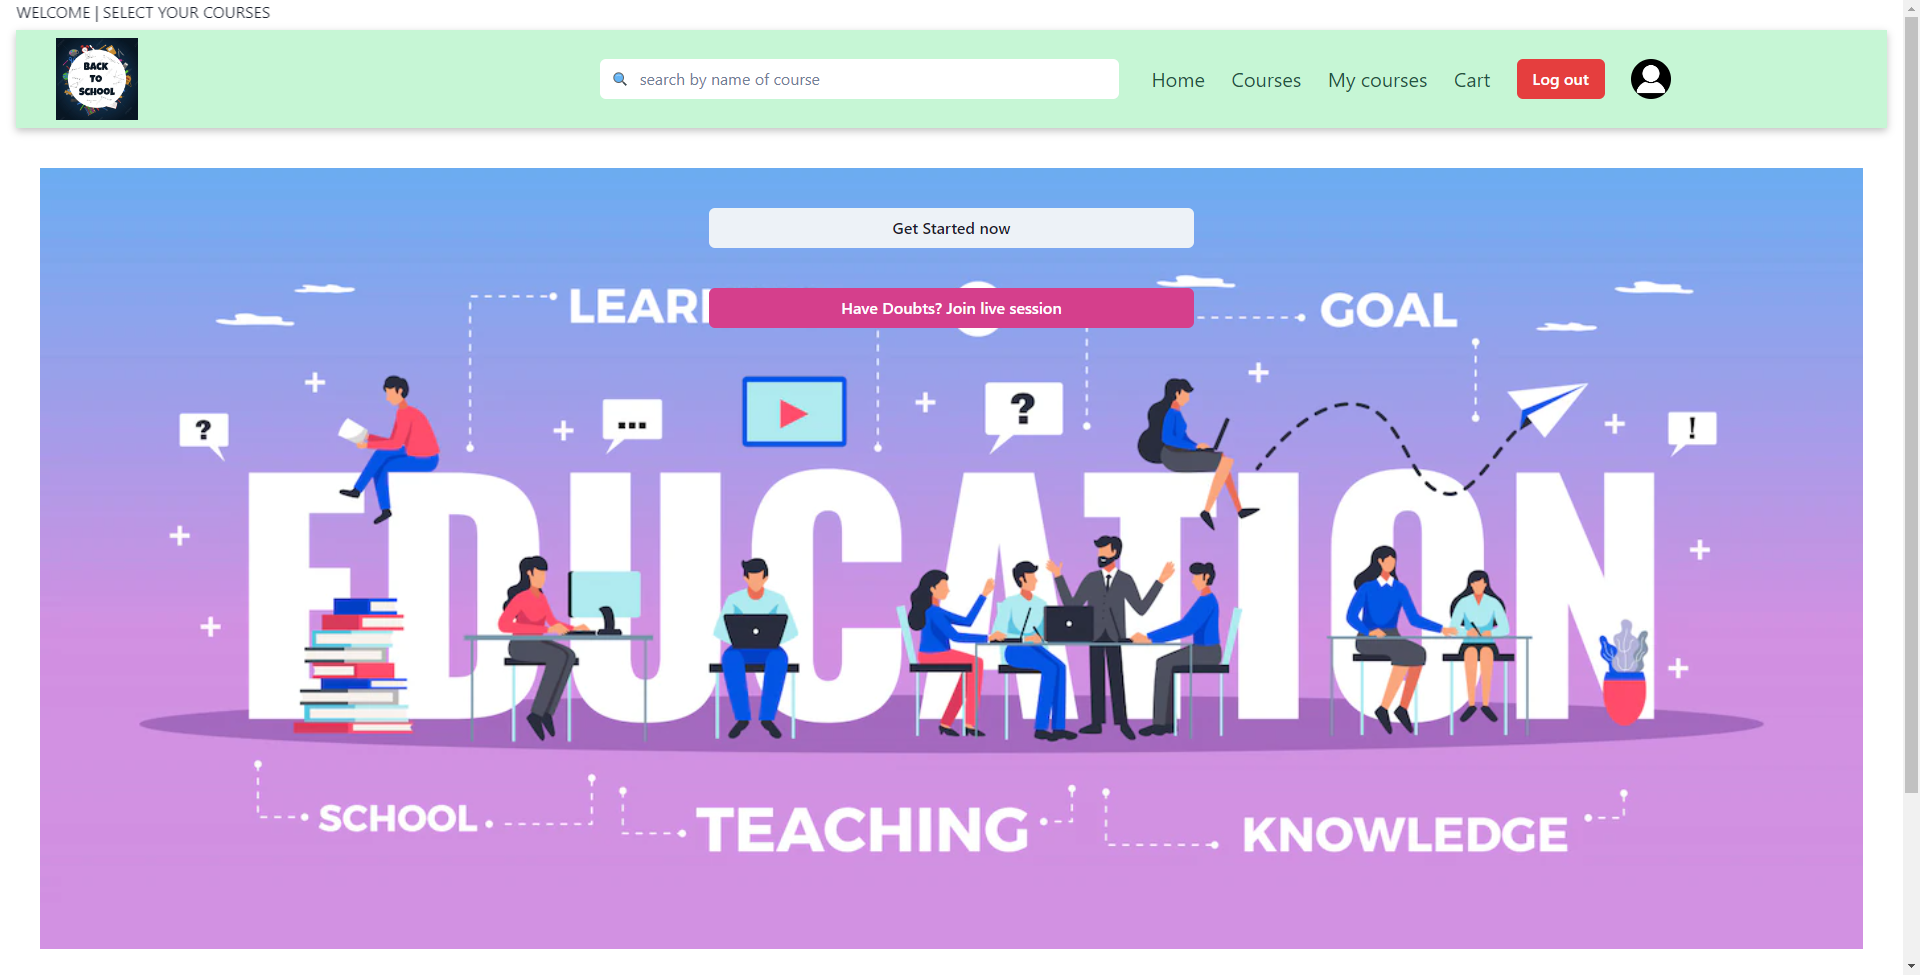 WELCOME | SELECT YOUR COURSES
BACK
TO
SCHOOL
search by name of course
Home
Courses
My courses
Cart
Log out
Get Started now
Have Doubts? Join live session
GOAL
?
...
?
!
EDUCATION
SCHOOL
TEACHING
KNOWLEDGE